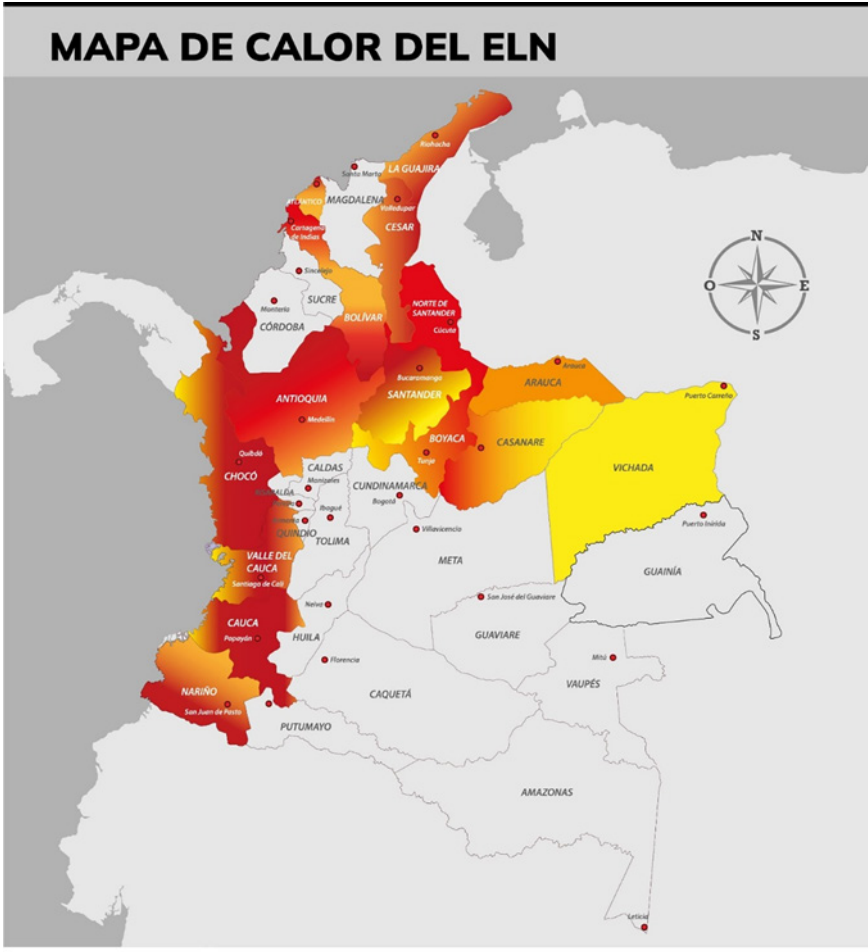 MAPA DE CALOR DEL ELN
Riohacha
LA GUAJIRA
Santa Marta
MAGDALENA
ATLÁNTICO
Valledupar
CESAR
Cartagena
de Indias
N
O
E
S
Sincelejo
SUCRE
Montería
CÓRDOBA
BOLÍVAR
NORTE DE
SANTANDER
Cúcuta
Bucaramanga
SANTANDER
Arauca
ARAUCA
Puerto Carreño
ANTIOQUIA
Medellín
BOYACA
Tunja
CASANARE
VICHADA
Quibdó
CHOCÓ
CALDAS
Manizales
RISARALDA
CUNDINAMARCA
Bogotá
Ibagué
QUINDIO
TOLIMA
Villavicencio
Puerto Inírida
META
GUAINÍA
VALLE DEL
CAUCA
Santiago de Cali
Neiva
HUILA
San José del Guaviare
GUAVIARE
CAUCA
Popayán
Florencia
Mitú
VAUPÉS
CAQUETÁ
NARIÑO
San Juan de Pasto
PUTUMAYO
AMAZONAS
Leticia